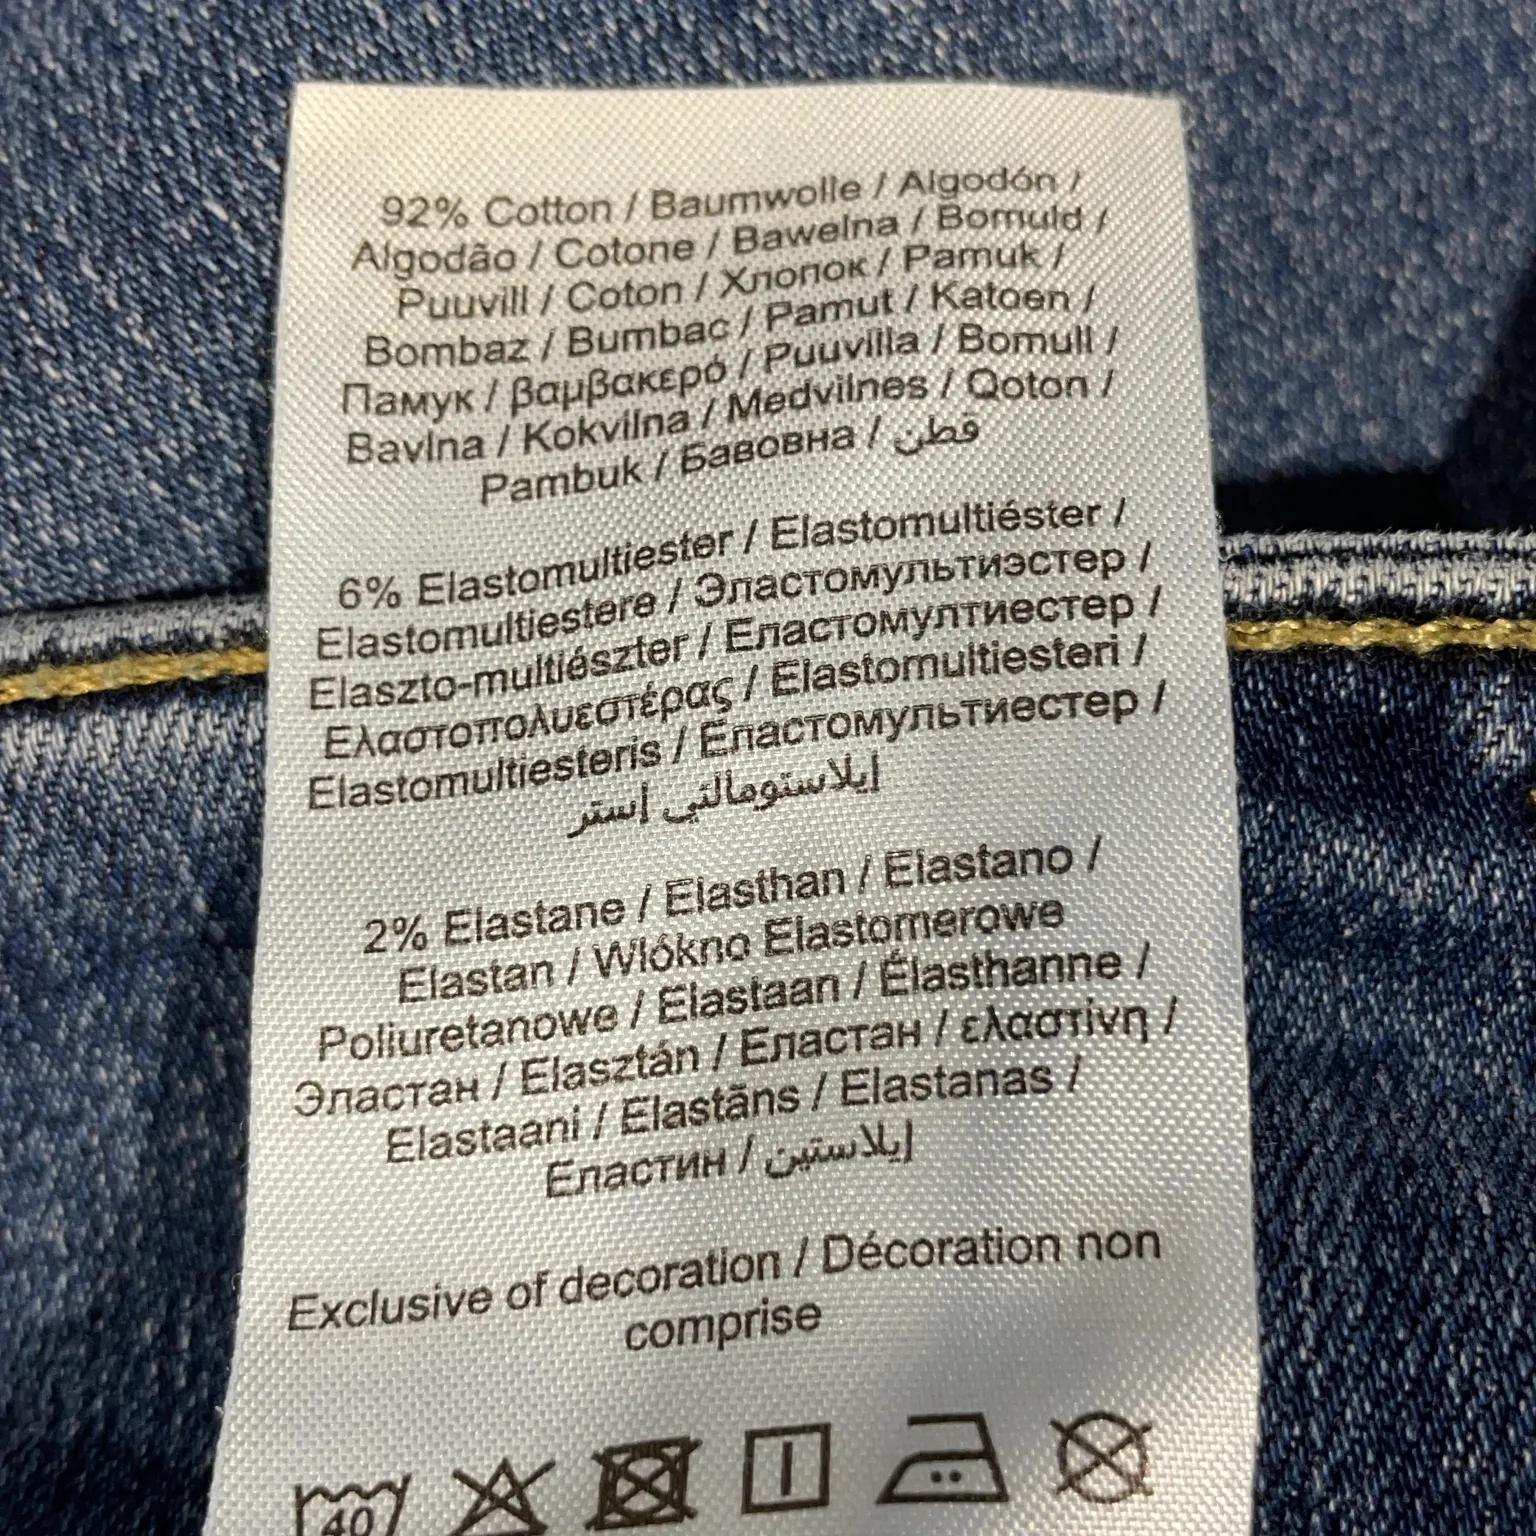 92% Cotton / Baumwolle / Algodón /
Algodão / Cotone / Bawełna / Bomuld /
Puuvill / Coton / Хлопок / Pamuk /
Bombaz / Bumbac / Pamut / Katoen /
Памук / βαμβακερό / Puuvilla / Bomull /
Bavlna / Kokvilna / Medvilnes / Qoton /
Pambuk / Бавовна / قطن
6% Elastomultiester / Elastomultiéster /
Elastomultiestere / Эластомультиэстер /
Elaszto-multiészter / Еластомултиестер /
Ελαστοπολυεστέρας / Elastomultiesteri /
Elastomultiesteris / Еластомультиестер /
إيلاستومالتي إستر
2% Elastane / Elasthan / Elastano /
Elastan / Włókno Elastomerowe
Poliuretanowe / Elastaan / Élasthanne /
Эластан / Elasztán / Еластан / ελαστίνη /
Elastaani / Elastāns / Elastanas /
Еластин / إيلاستين
Exclusive of decoration / Décoration non
comprise
40